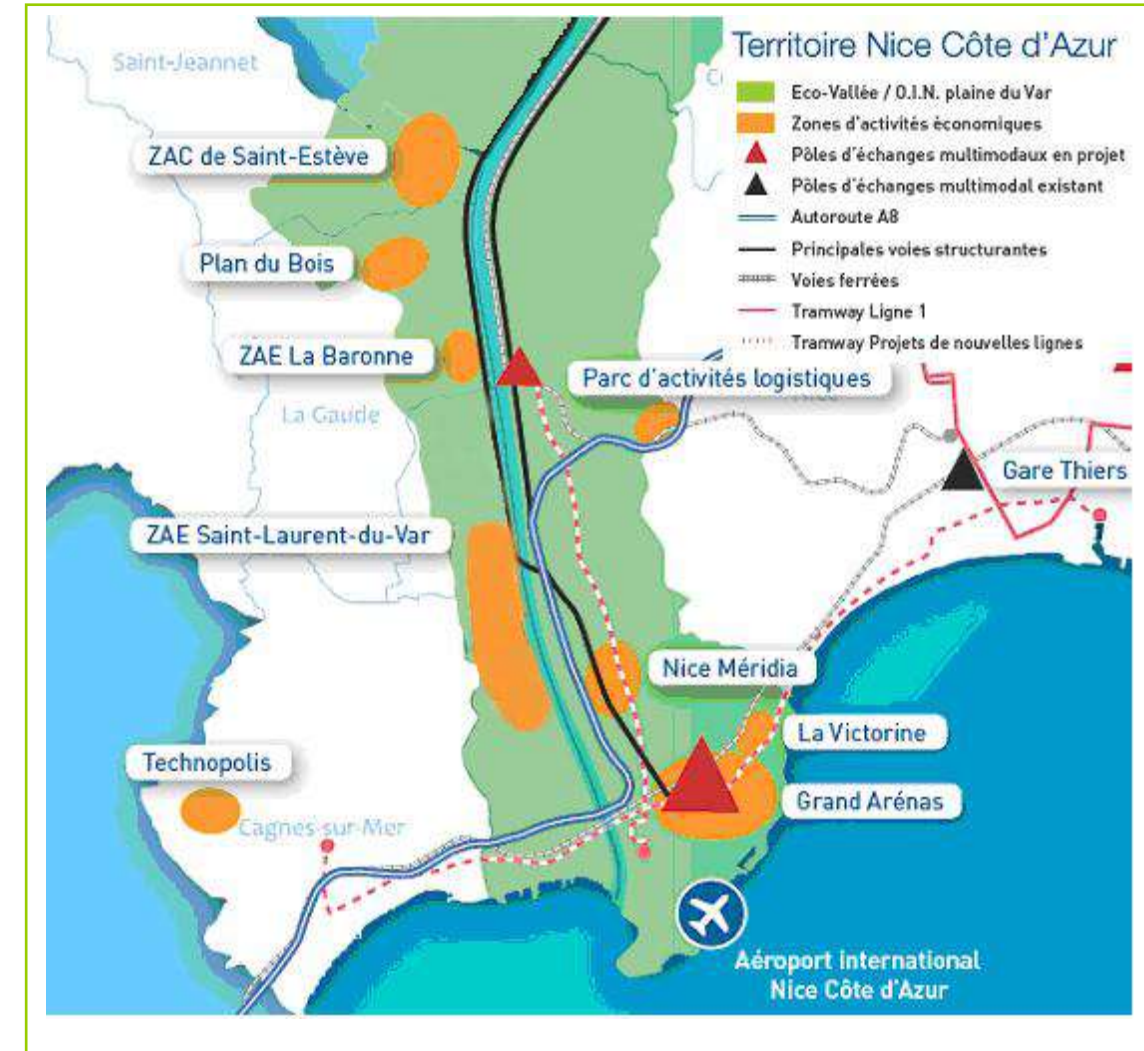 Territoire Nice Côte d'Azur
Eco-Vallée / O.I.N. plaine du Var
Zones d'activités économiques
Pôles d'échanges multimodaux en projet
Pôles d'échanges multimodal existant
Autoroute A8
Principales voies structurantes
Voies ferrées
Tramway Ligne 1
Tramway Projets de nouvelles lignes
Saint-Jeannet
ZAC de Saint-Estève
Plan du Bois
ZAE La Baronne
Parc d'activités logistiques
La Gaude
Gare Thiers
ZAE Saint-Laurent-du-Var
Nice Méridia
La Victorine
Technopolis
Grand Arénas
Cagnes-sur-Mer
Aéroport international
Nice Côte d'Azur